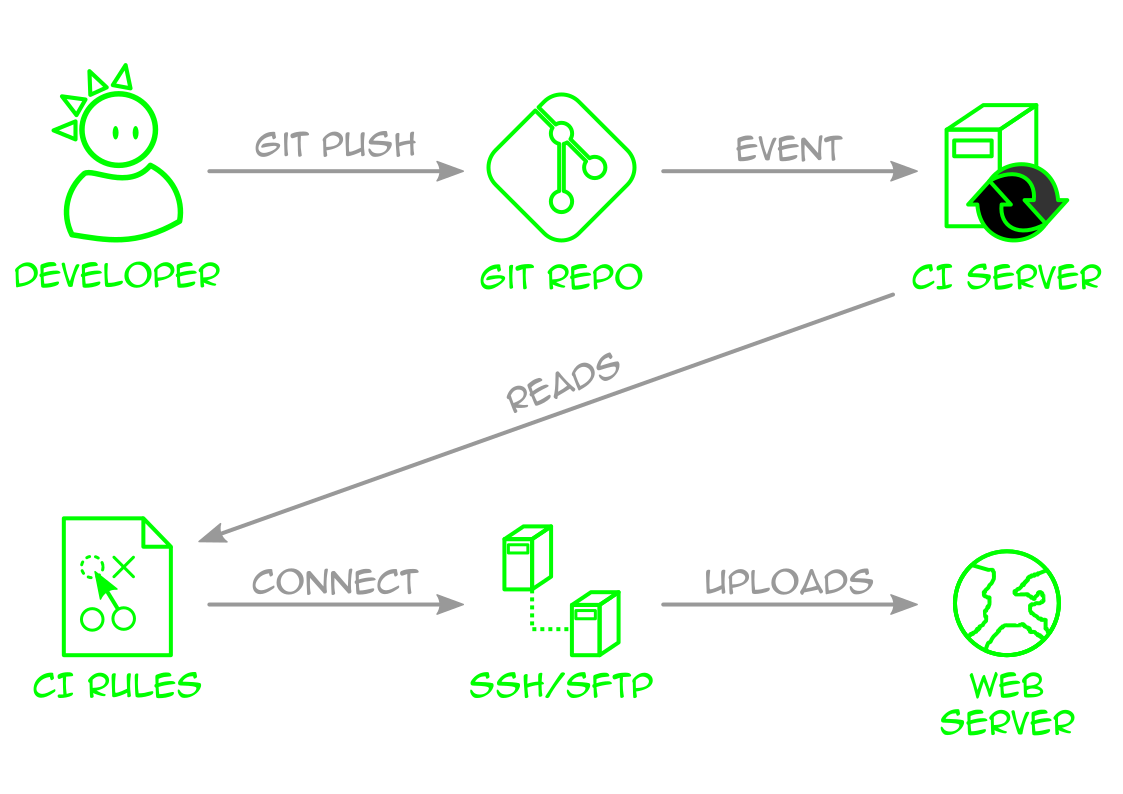 GIT PUSH
EVENT
DEVELOPER
GIT REPO
CI SERVER
READS
CONNECT
UPLOADS
CI RULES
SSH/SFTP
WEB
SERVER